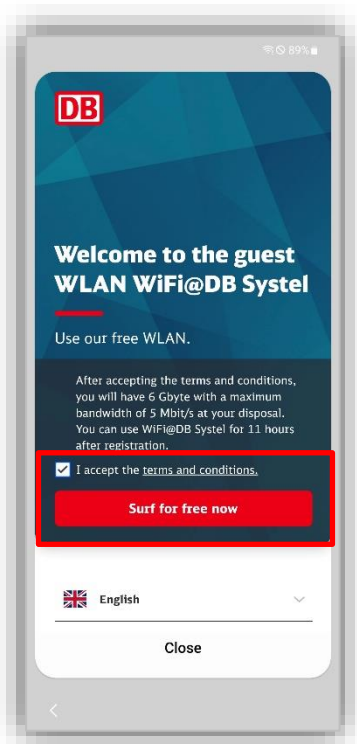 89%
DB
Welcome to the guest
WLAN WiFi@DB Systel
Use our free WLAN.
After accepting the terms and conditions,
you will have 6 Gbyte with a maximum
bandwidth of 5 Mbit/s at your disposal.
You can use WiFi@DB Systel for 11 hours
after registration.
I accept the terms and conditions.
Surf for free now
English
Close